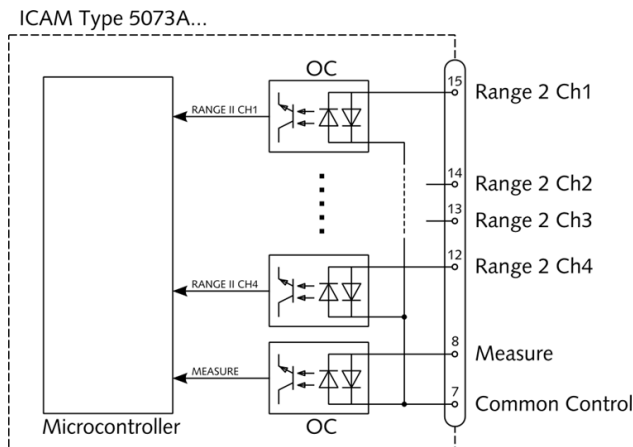 ICAM Type 5073A...
OC
15
Range 2 Ch1
RANGE II CH1
14
Range 2 Ch2
13
Range 2 Ch3
12
Range 2 Ch4
RANGE II CH4
8
Measure
MEASURE
7
Common Control
Microcontroller
OC